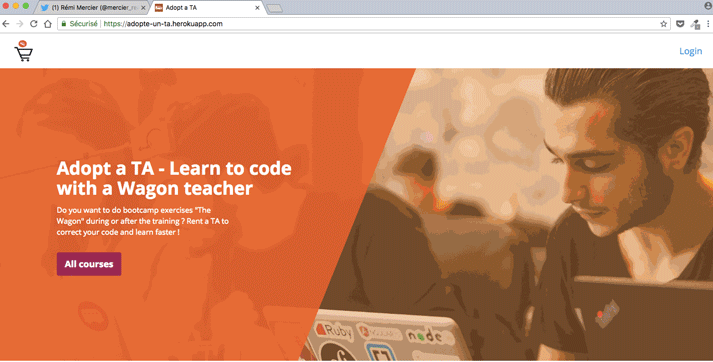 (1) Rémi Mercier (@mercier_re
Adopt a TA
Sécurisé
https://adopte-un-ta.herokuapp.com
Login
Adopt a TA - Learn to code
with a Wagon teacher
Do you want to do bootcamp exercises "The
Wagon" during or after the training ? Rent a TA to
correct your code and learn faster !
All courses
Ruby
node